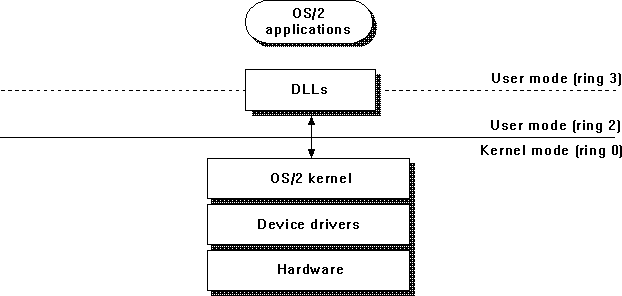 OS/2
applications
User mode (ring 3)
DLLs
User mode (ring 2)
Kernel mode (ring 0)
OS/2 kernel
Device drivers
Hardware